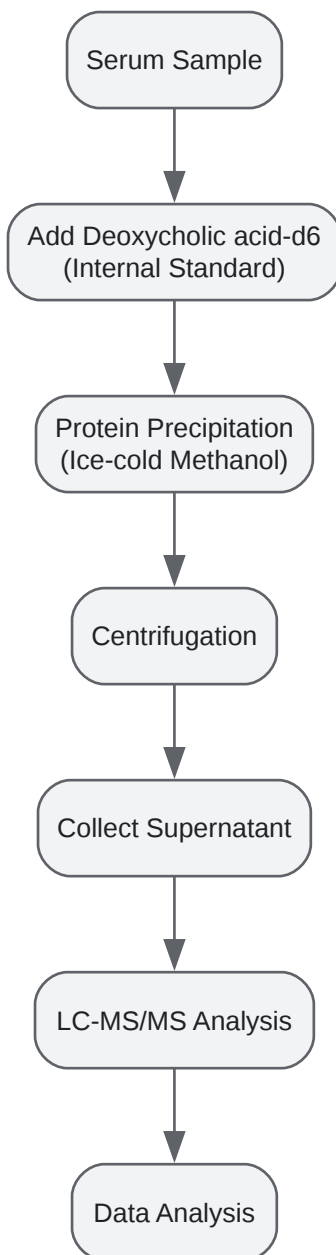 Serum Sample
Add Deoxycholic acid-d6
(Internal Standard)
Protein Precipitation
(Ice-cold Methanol)
Centrifugation
Collect Supernatant
LC-MS/MS Analysis
Data Analysis